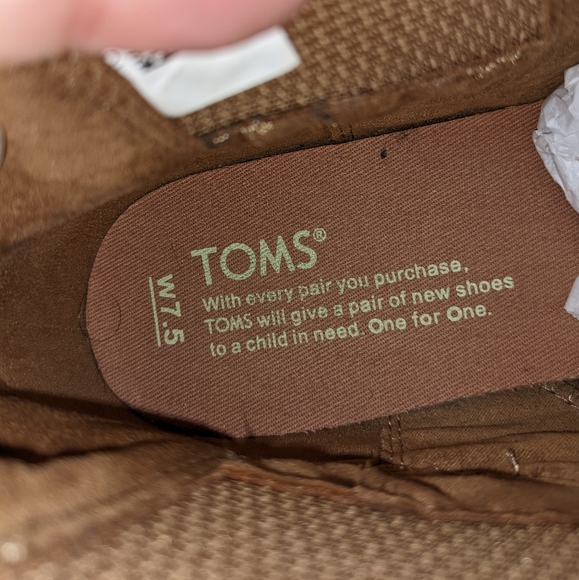 TOMS®
With every pair you purchase,
TOMS will give a pair of new shoes
to a child in need. One for One.
W7.5